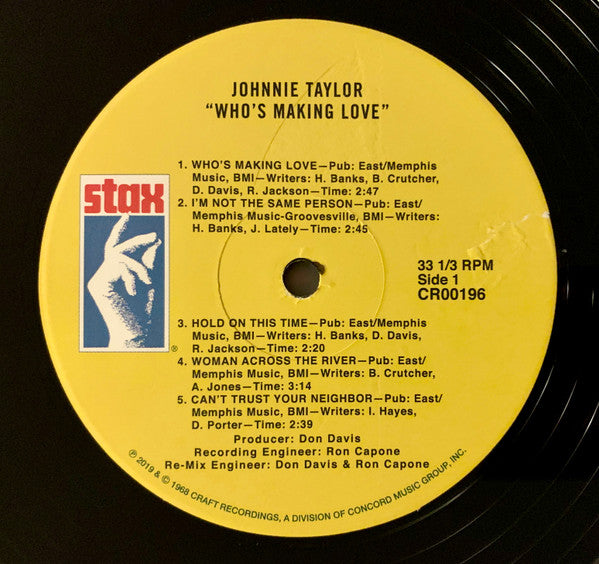 JOHNNIE TAYLOR
“WHO'S MAKING LOVE”
1. WHO'S MAKING LOVE—Pub: East/Memphis
Music, BMI—Writers: H. Banks, B. Crutcher,
D. Davis, R. Jackson—Time: 2:47
2. I'M NOT THE SAME PERSON—Pub: East/
Memphis Music-Groovesville, BMI—Writers:
H. Banks, J. Lately—Time: 2:45
stax
®
33 1/3 RPM
Side 1
CR00196
3. HOLD ON THIS TIME—Pub: East/Memphis
Music, BMI—Writers: H. Banks, D. Davis,
R. Jackson—Time: 2:20
4. WOMAN ACROSS THE RIVER—Pub: East/
Memphis Music, BMI—Writers: B. Crutcher,
A. Jones—Time: 3:14
5. CAN'T TRUST YOUR NEIGHBOR—Pub: East/
Memphis Music, BMI—Writers: I. Hayes,
D. Porter—Time: 2:39
Producer: Don Davis
Recording Engineer: Ron Capone
Re-Mix Engineer: Don Davis & Ron Capone
℗ 2019 & © 1968 CRAFT RECORDINGS, A DIVISION OF CONCORD MUSIC GROUP, INC.